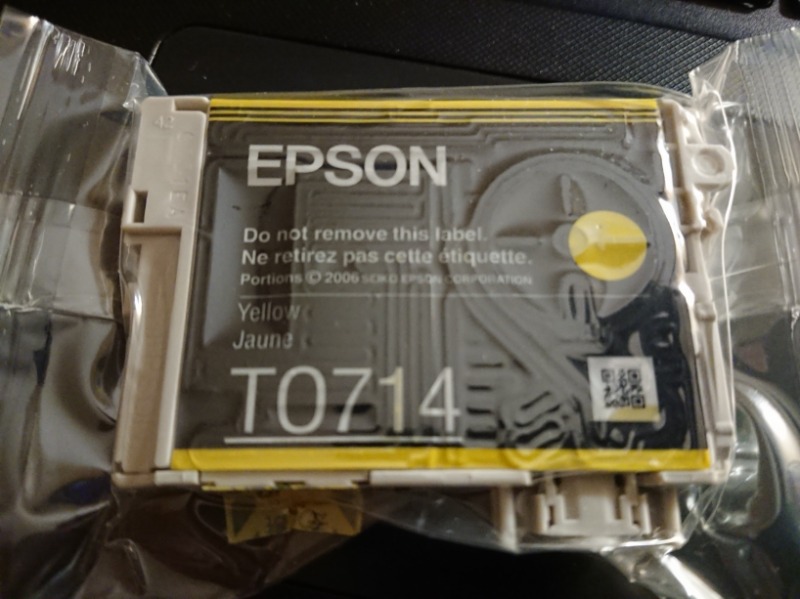 EPSON
Do not remove this label.
Ne retirez pas cette étiquette.
Portions © 2006 SEIKO EPSON CORPORATION
Yellow
Jaune
T0714